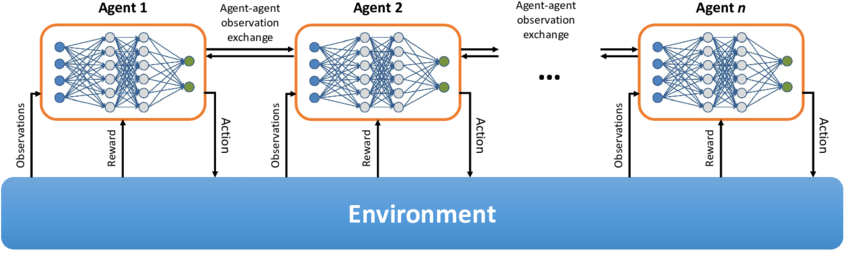 Agent 1
Agent-agent
observation
exchange
Agent 2
Agent-agent
observation
exchange
Agent n
...
Observations
Reward
Action
Observations
Reward
Action
Observations
Reward
Action
Environment